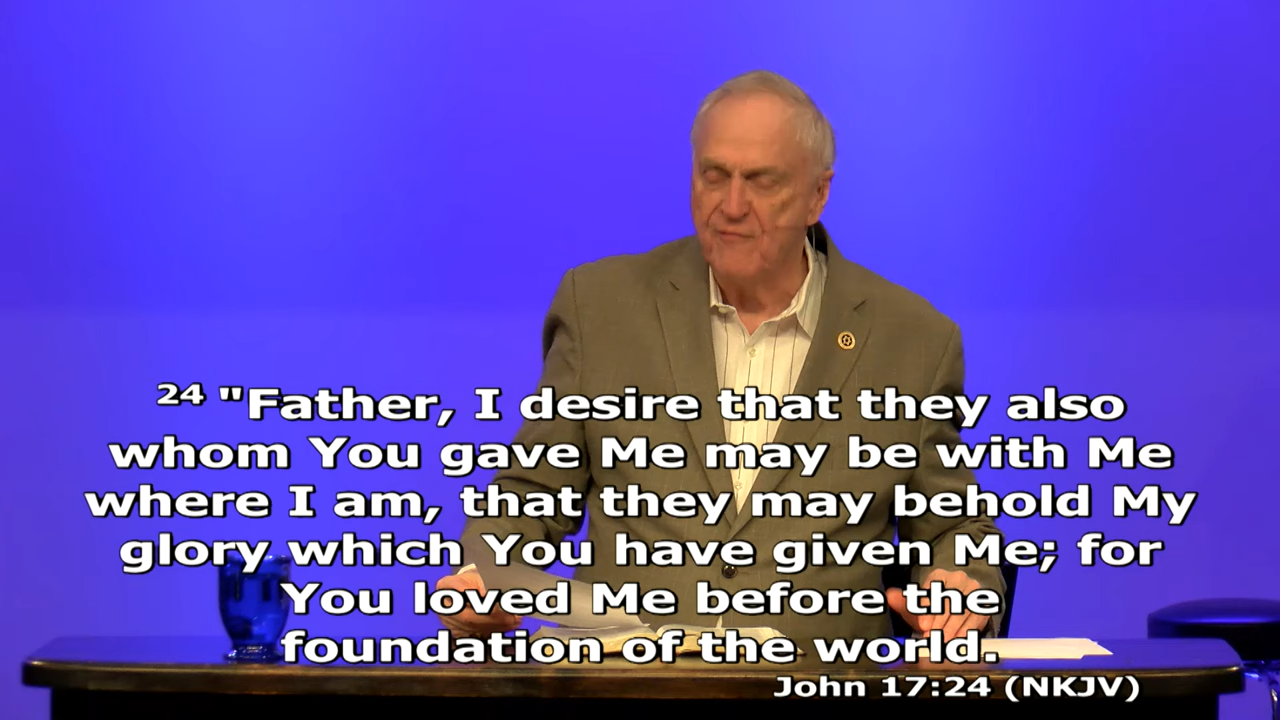 24 "Father, I desire that they also
whom You gave Me may be with Me
where I am, that they may behold My
glory which You have given Me; for
You loved Me before the
foundation of the world.
John 17:24 (NKJV)